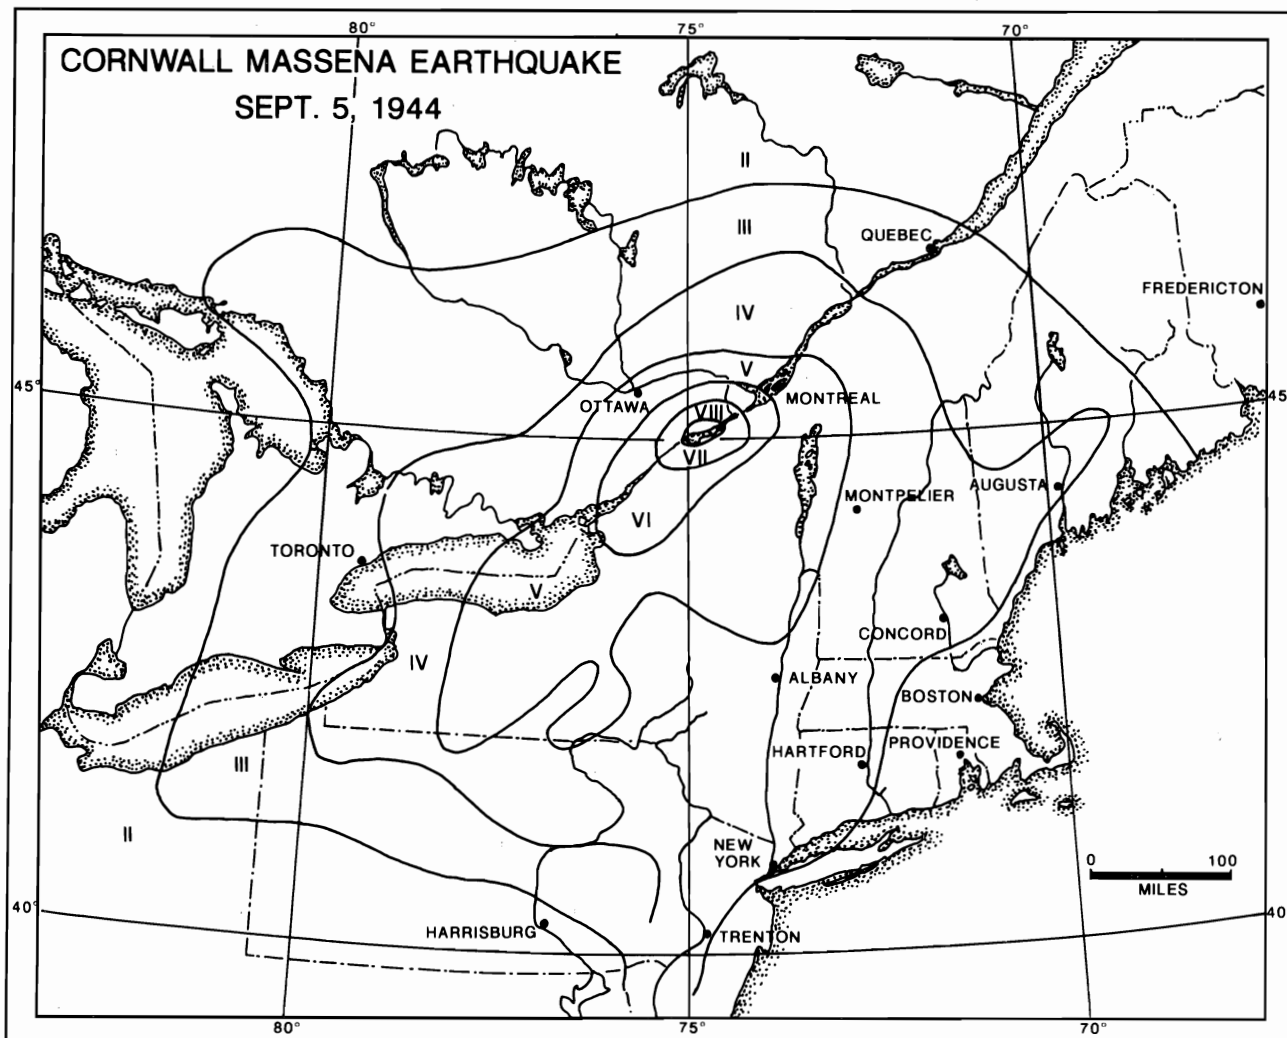 80°
75°
70°
CORNWALL MASSENA EARTHQUAKE
SEPT. 5, 1944
II
III
QUEBEC
FREDERICTON
IV
45°
V
45
OTTAWA
MONTREAL
VIII
VII
AUGUSTA
MONTPELIER
VI
TORONTO
V
CONCORD
IV
ALBANY
BOSTON
HARTFORD
PROVIDENCE
III
II
NEW
YORK
0 100
MILES
40°
40
HARRISBURG
TRENTON
80°
75°
70°